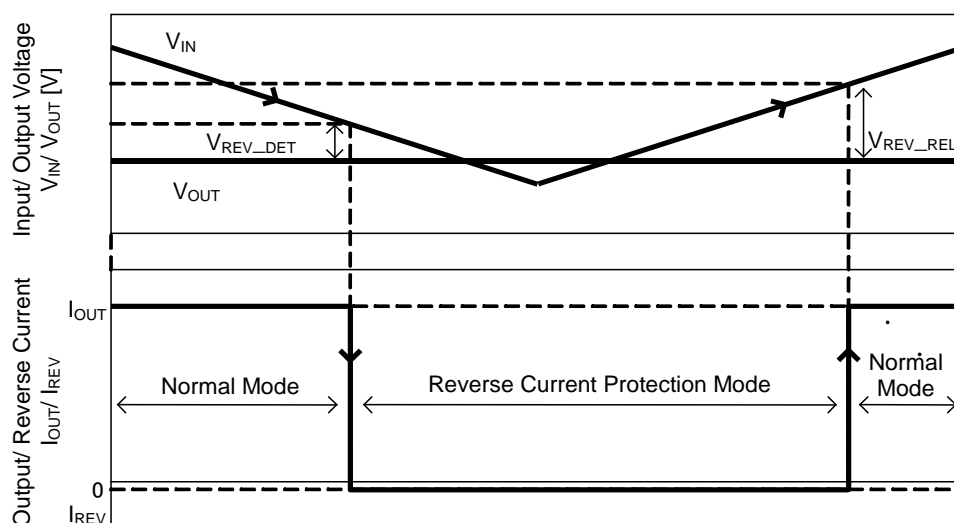 Input/ Output Voltage
VIN/ VOUT [V]
VIN
VREV_DET
VREV_REL
VOUT
Output/ Reverse Current
IOUT/ IREV
IOUT
Normal Mode
Reverse Current Protection Mode
Normal
Mode
0
IREV